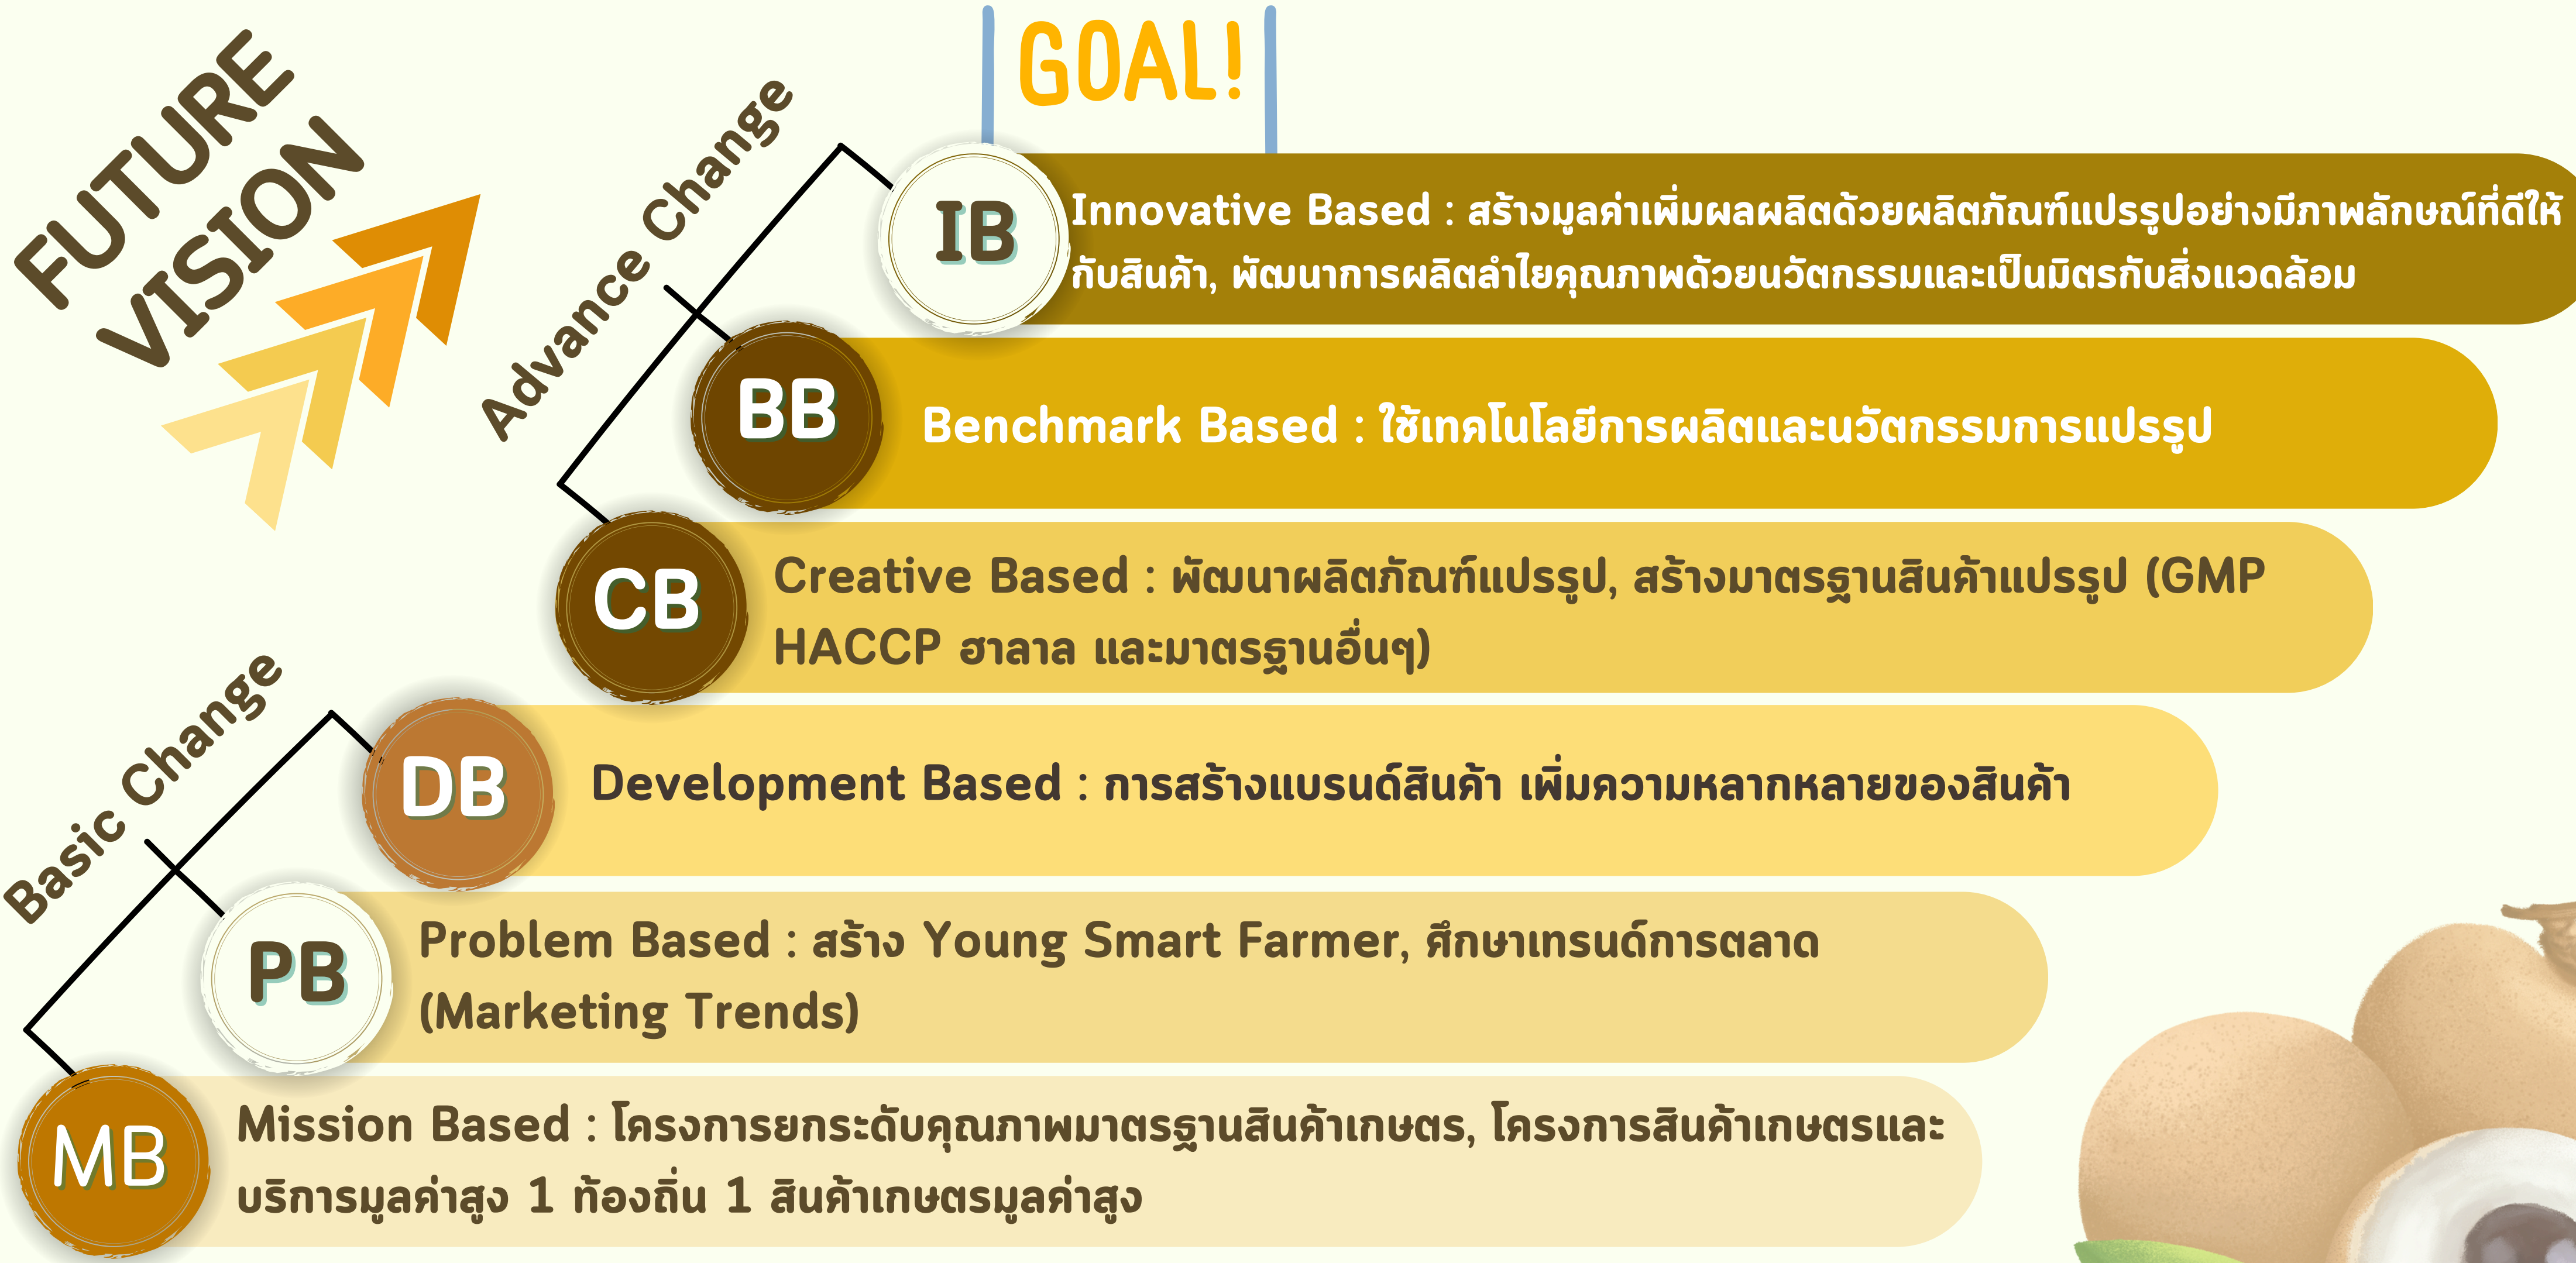 FUTURE
VISION
GOAL!
Advance Change
IB
Innovative Based : สร้างมูลค่าเพิ่มผลผลิตด้วยผลิตภัณฑ์แปรรูปอย่างมีภาพลักษณ์ที่ดีให้
กับสินค้า, พัฒนาการผลิตลำไยคุณภาพด้วยนวัตกรรมและเป็นมิตรกับสิ่งแวดล้อม
BB
Benchmark Based : ใช้เทคโนโลยีการผลิตและนวัตกรรมการแปรรูป
CB
Creative Based : พัฒนาผลิตภัณฑ์แปรรูป, สร้างมาตรฐานสินค้าแปรรูป (GMP
HACCP ฮาลาล และมาตรฐานอื่นๆ)
Basic Change
DB
Development Based : การสร้างแบรนด์สินค้า เพิ่มความหลากหลายของสินค้า
PB
Problem Based : สร้าง Young Smart Farmer, ศึกษาเทรนด์การตลาด
(Marketing Trends)
MB
Mission Based : โครงการยกระดับคุณภาพมาตรฐานสินค้าเกษตร, โครงการสินค้าเกษตรและ
บริการมูลค่าสูง 1 ท้องถิ่น 1 สินค้าเกษตรมูลค่าสูง